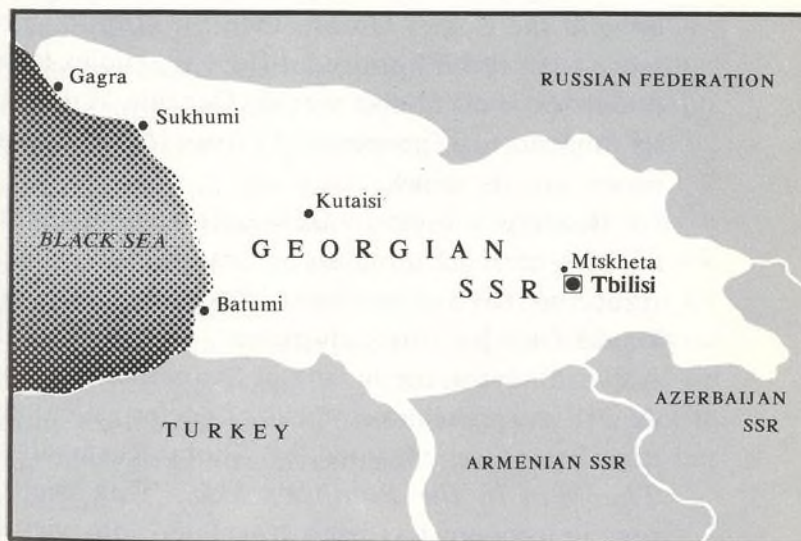 Gagra
RUSSIAN FEDERATION
Sukhumi
Kutaisi
BLACK SEA
GEORGIAN
SSR
Mtskheta
Tbilisi
Batumi
AZERBAIJAN
SSR
TURKEY
ARMENIAN SSR